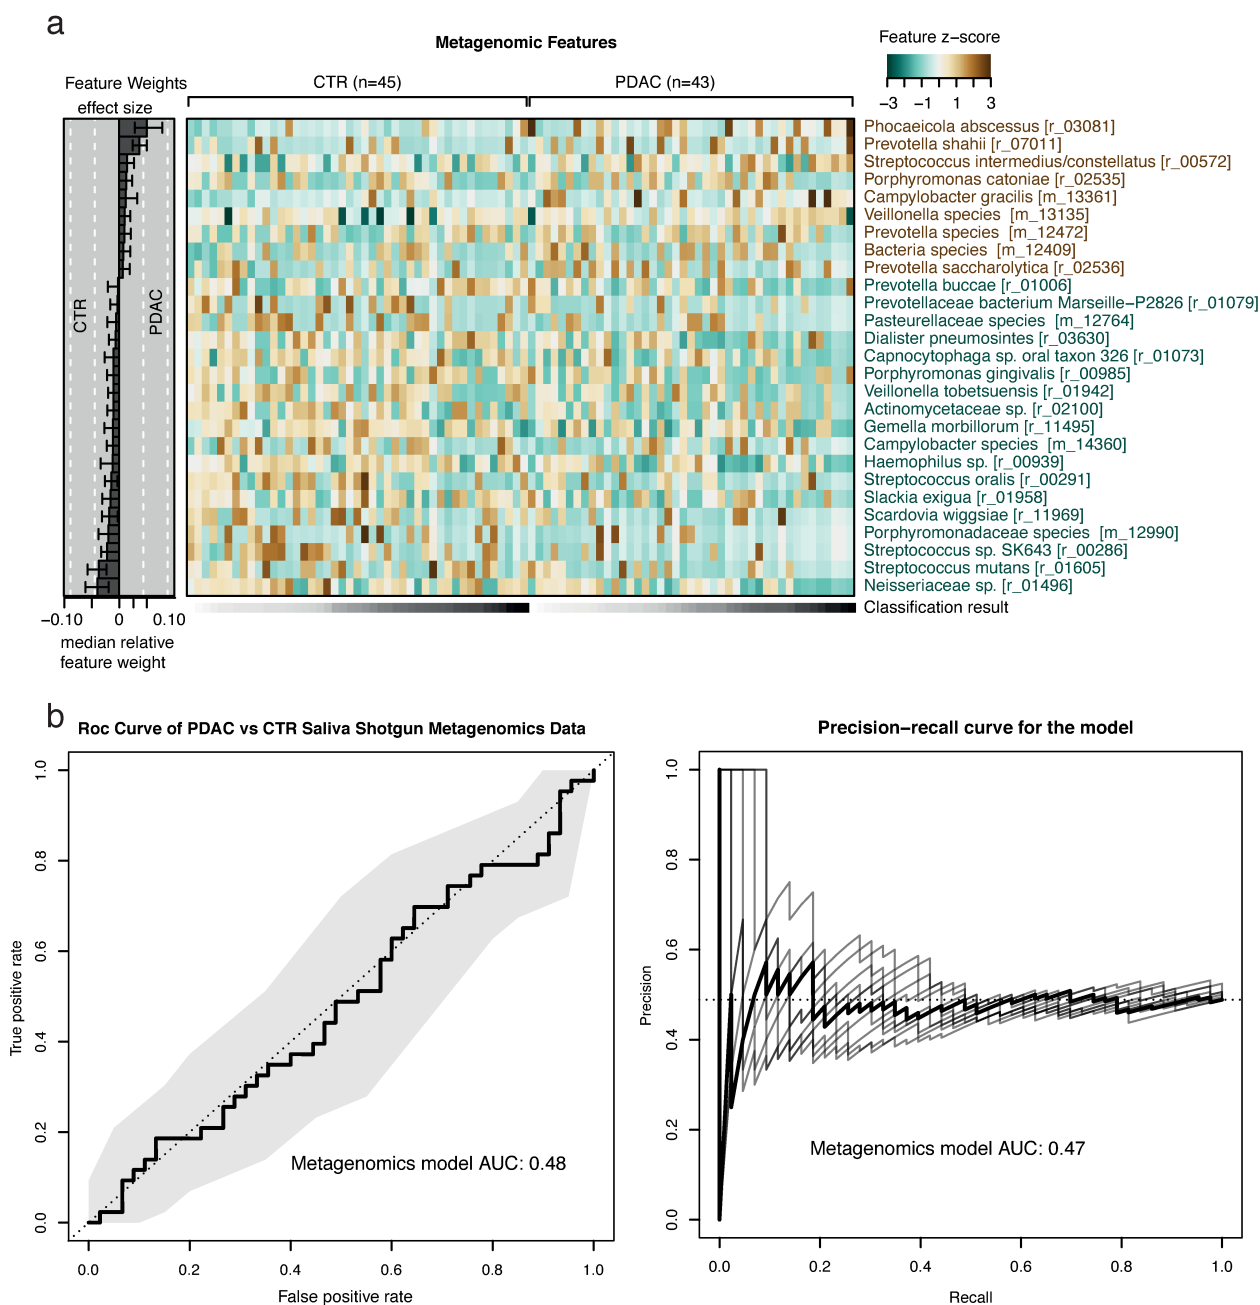 a
Metagenomic Features
Feature z-score
Feature Weights
effect size
CTR (n=45)
PDAC (n=43)
−3 −1 1 3
Phocaeicola abscessus [r_03081]
Prevotella shahii [r_07011]
Streptococcus intermedius/constellatus [r_00572]
Porphyromonas catoniae [r_02535]
Campylobacter gracilis [m_13361]
Veillonella species [m_13135]
Prevotella species [m_12472]
Bacteria species [m_12409]
Prevotella saccharolytica [r_02536]
Prevotella buccae [r_01006]
Prevotellaceae bacterium Marseille−P2826 [r_01079]
Pasteurellaceae species [m_12764]
Dialister pneumosintes [r_03630]
Capnocytophaga sp. oral taxon 326 [r_01073]
Porphyromonas gingivalis [r_00985]
Veillonella tobetsuensis [r_01942]
Actinomycetaceae sp. [r_02100]
Gemella morbillorum [r_11495]
Campylobacter species [m_14360]
Haemophilus sp. [r_00939]
Streptococcus oralis [r_00291]
Slackia exigua [r_01958]
Scardovia wiggsiae [r_11969]
Porphyromonadaceae species [m_12990]
Streptococcus sp. SK643 [r_00286]
Streptococcus mutans [r_01605]
Neisseriaceae sp. [r_01496]
Classification result
CTR
PDAC
−0.10 0 0.10
median relative
feature weight
b
Roc Curve of PDAC vs CTR Saliva Shotgun Metagenomics Data
True positive rate
1.0
0.8
0.6
0.4
0.2
0.0
Metagenomics model AUC: 0.48
0.0 0.2 0.4 0.6 0.8 1.0
False positive rate
Precision−recall curve for the model
Precision
1.0
0.8
0.6
0.4
0.2
0.0
Metagenomics model AUC: 0.47
0.0 0.2 0.4 0.6 0.8 1.0
Recall